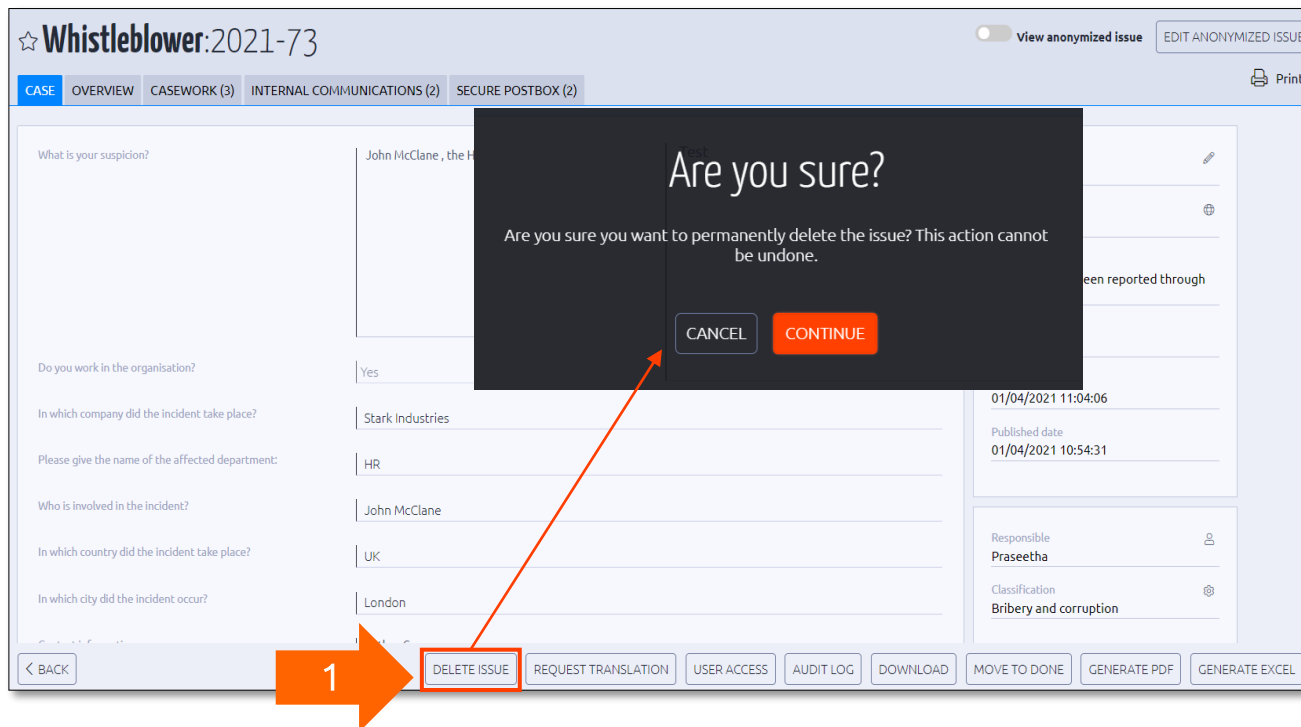 Whistleblower:2021-73
View anonymized issue
EDIT ANONYMIZED ISSUE
CASE
OVERVIEW
CASEWORK (3)
INTERNAL COMMUNICATIONS (2)
SECURE POSTBOX (2)
Print
What is your suspicion?
John McClane , the H
Test
Are you sure?
Are you sure you want to permanently delete the issue? This action cannot
be undone.
CANCEL
CONTINUE
een reported through
Do you work in the organisation?
Yes
In which company did the incident take place?
Stark Industries
Please give the name of the affected department:
HR
Who is involved in the incident?
John McClane
In which country did the incident take place?
UK
In which city did the incident occur?
London
01/04/2021 11:04:06
Published date
01/04/2021 10:54:31
Responsible
Praseetha
Classification
Bribery and corruption
1
BACK
DELETE ISSUE
REQUEST TRANSLATION
USER ACCESS
AUDIT LOG
DOWNLOAD
MOVE TO DONE
GENERATE PDF
GENERATE EXCEL